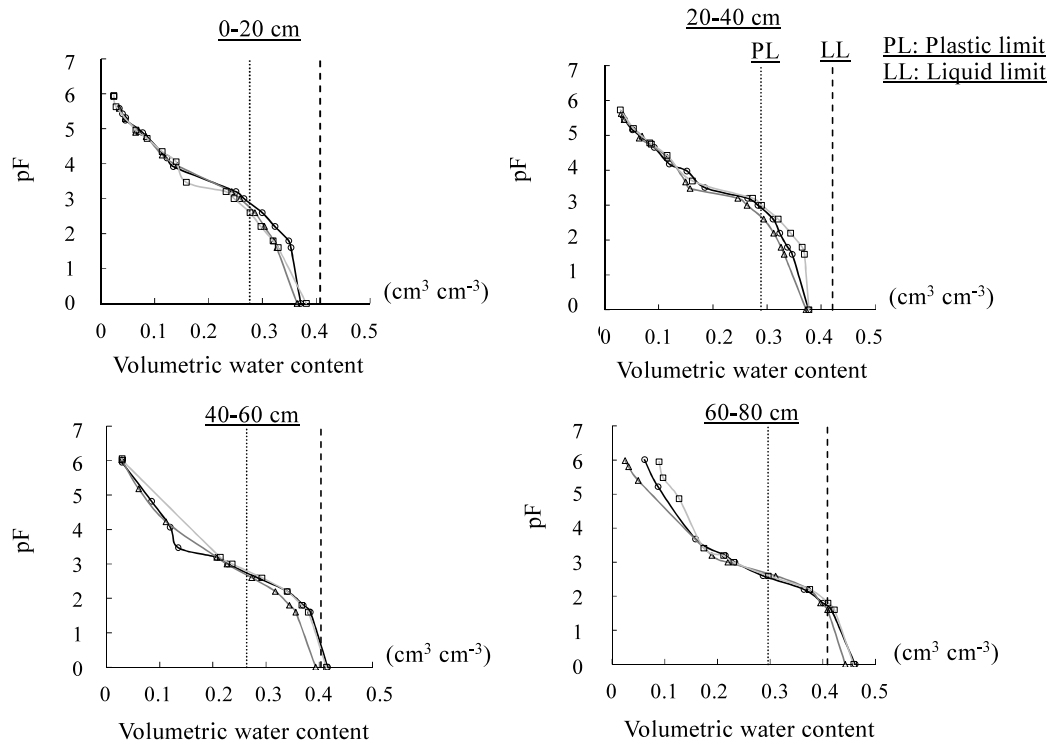 0-20 cm
20-40 cm
PL
LL
PL: Plastic limit
LL: Liquid limit
pF
7
6
5
4
3
2
1
0
0
0.1
0.2
0.3
0.4
0.5
(cm³ cm⁻³)
Volumetric water content
pF
7
6
5
4
3
2
1
0
0
0.1
0.2
0.3
0.4
0.5
(cm³ cm⁻³)
Volumetric water content
40-60 cm
pF
7
6
5
4
3
2
1
0
0
0.1
0.2
0.3
0.4
0.5
(cm³ cm⁻³)
Volumetric water content
60-80 cm
pF
7
6
5
4
3
2
1
0
0
0.1
0.2
0.3
0.4
0.5
(cm³ cm⁻³)
Volumetric water content